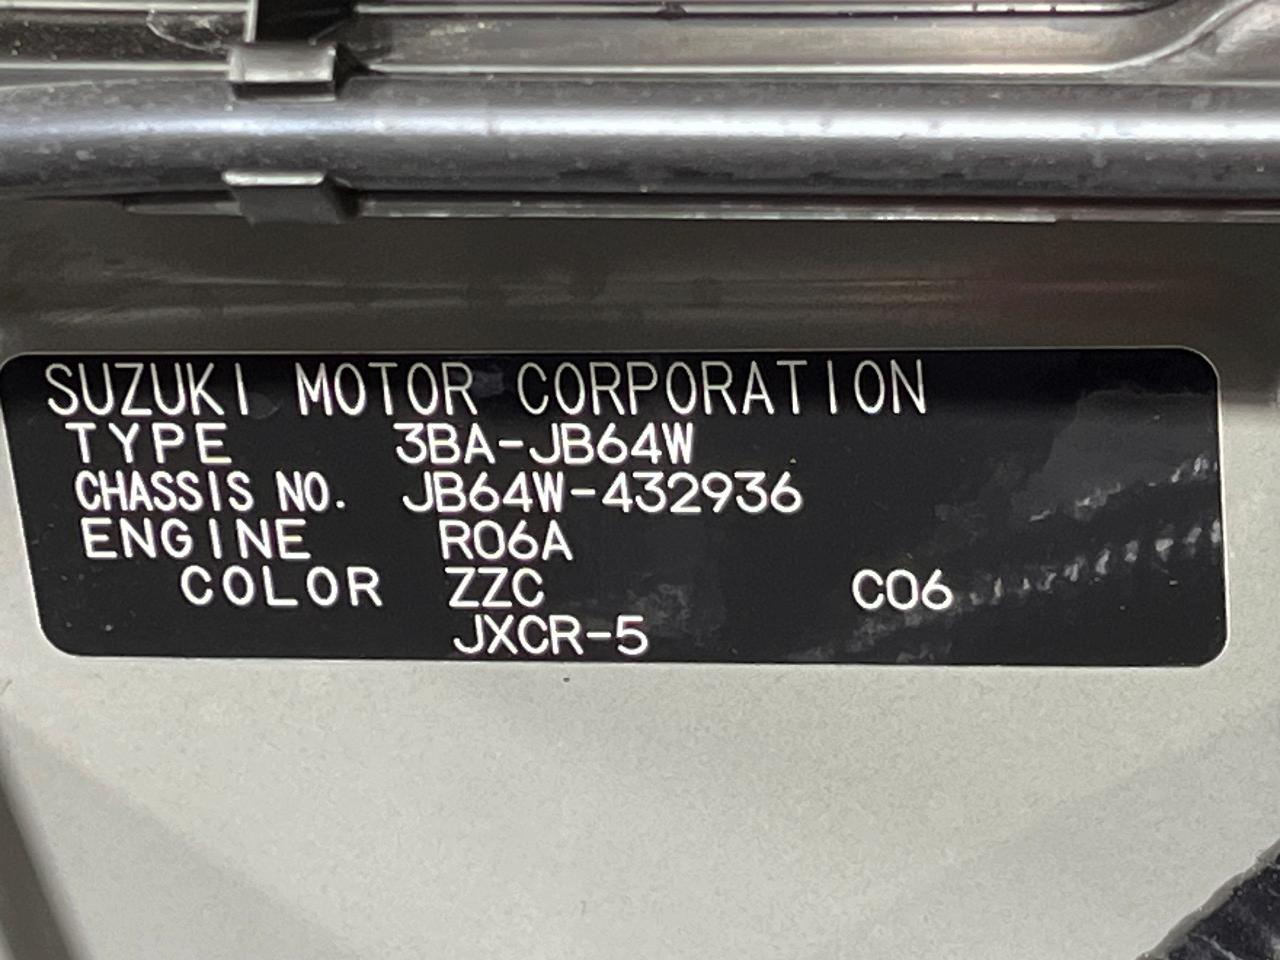 SUZUKI MOTOR CORPORATION
TYPE 3BA-JB64W
CHASSIS NO. JB64W-432936
ENGINE R06A
COLOR ZZC C06
JXCR-5